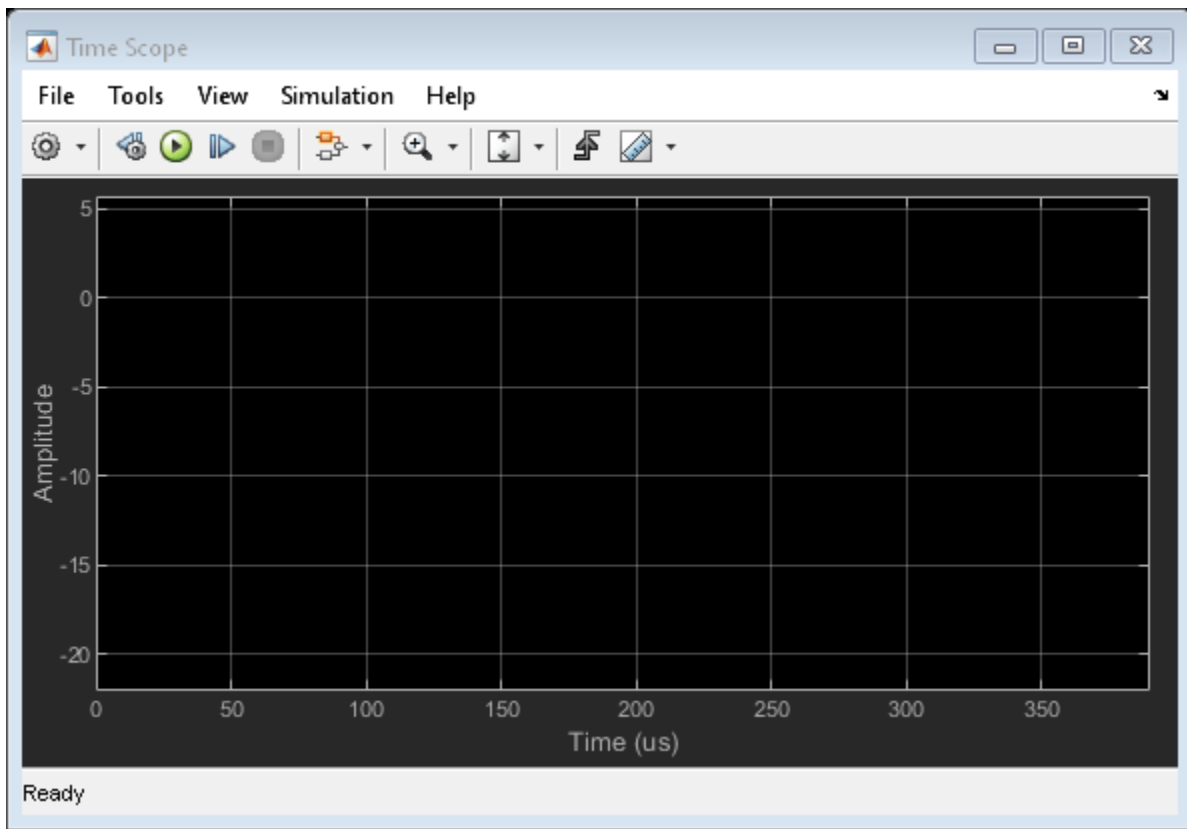 Time Scope
File Tools View Simulation Help
5
0
-5
-10
-15
-20
Amplitude
0 50 100 150 200 250 300 350
Time (us)
Ready